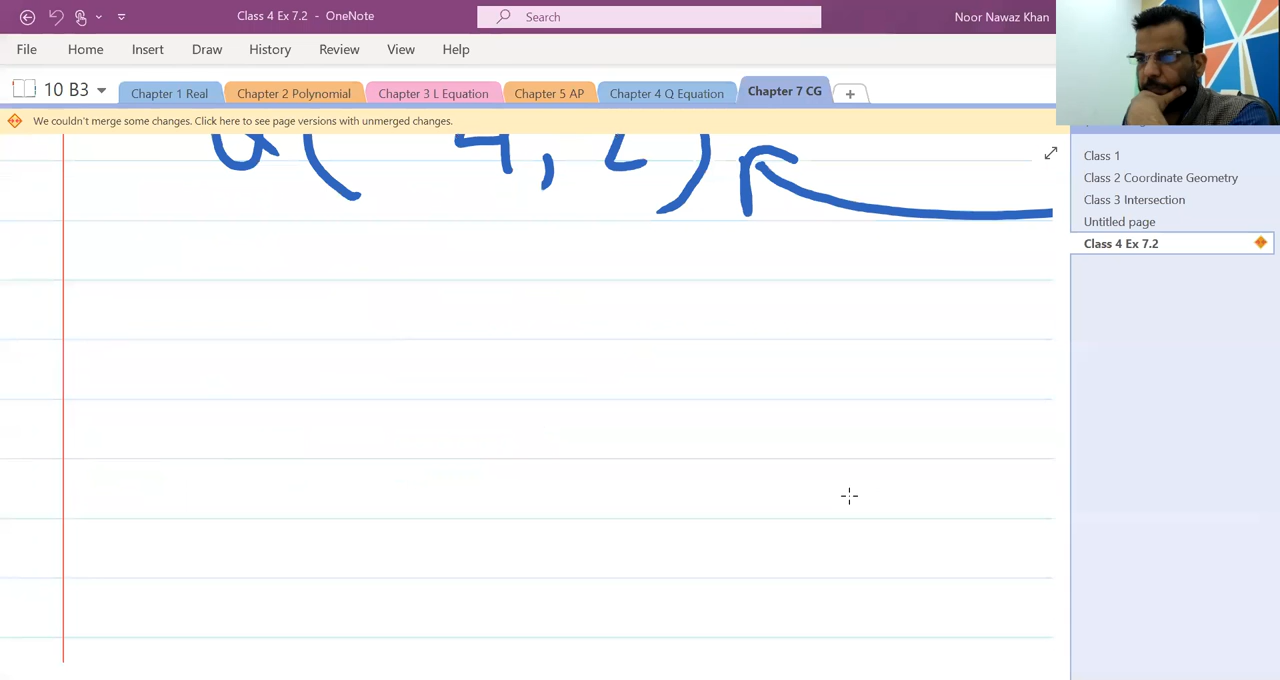 Class 4 Ex 7.2 - OneNote
Search
Noor Nawaz Khan
File Home Insert Draw History Review View Help
10 B3
Chapter 1 Real
Chapter 2 Polynomial
Chapter 3 L Equation
Chapter 5 AP
Chapter 4 Q Equation
Chapter 7 CG
We couldn't merge some changes. Click here to see page versions with unmerged changes.
Class 1
Class 2 Coordinate Geometry
Class 3 Intersection
Untitled page
Class 4 Ex 7.2